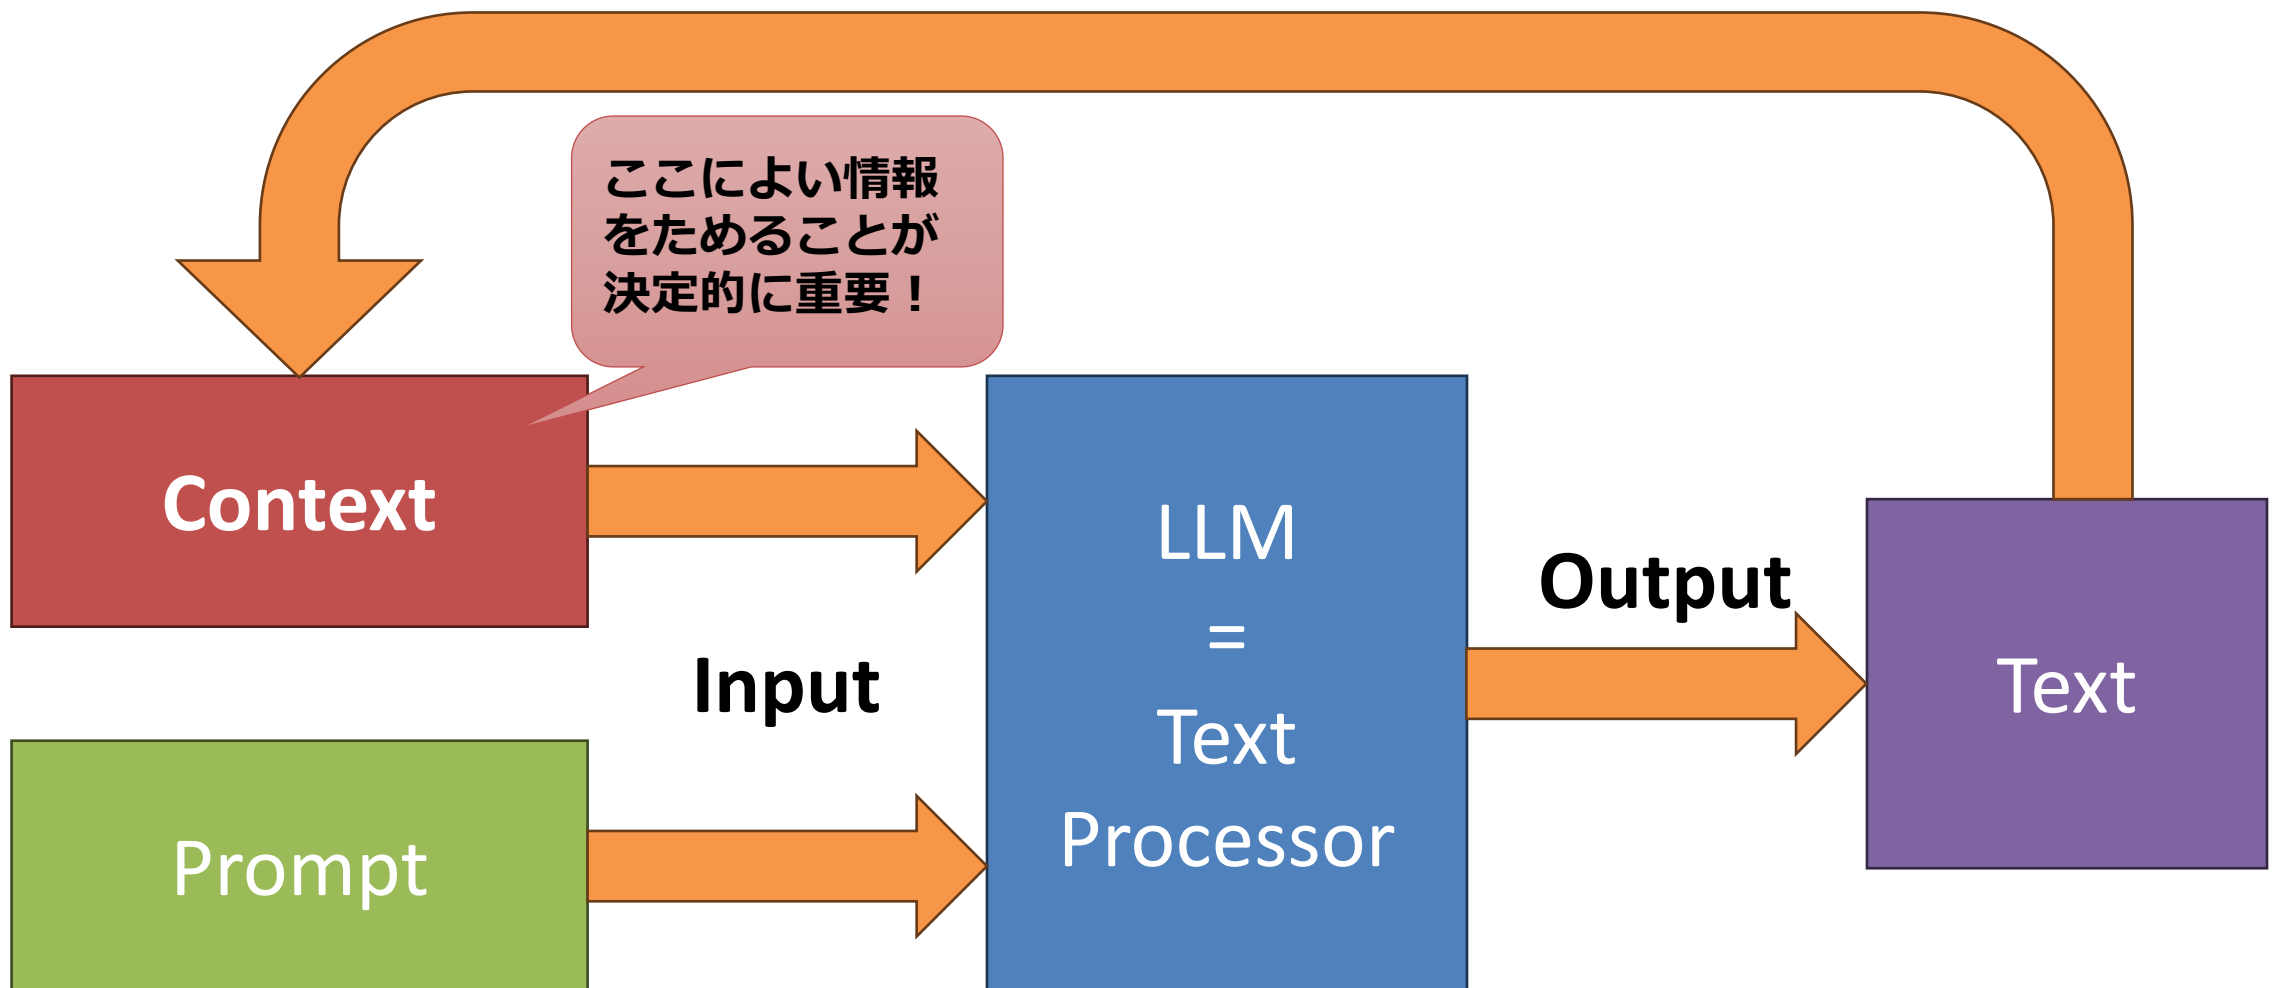 ここによい情報
をためることが
決定的に重要！
Context
Input
Prompt
LLM
=
Text
Processor
Output
Text